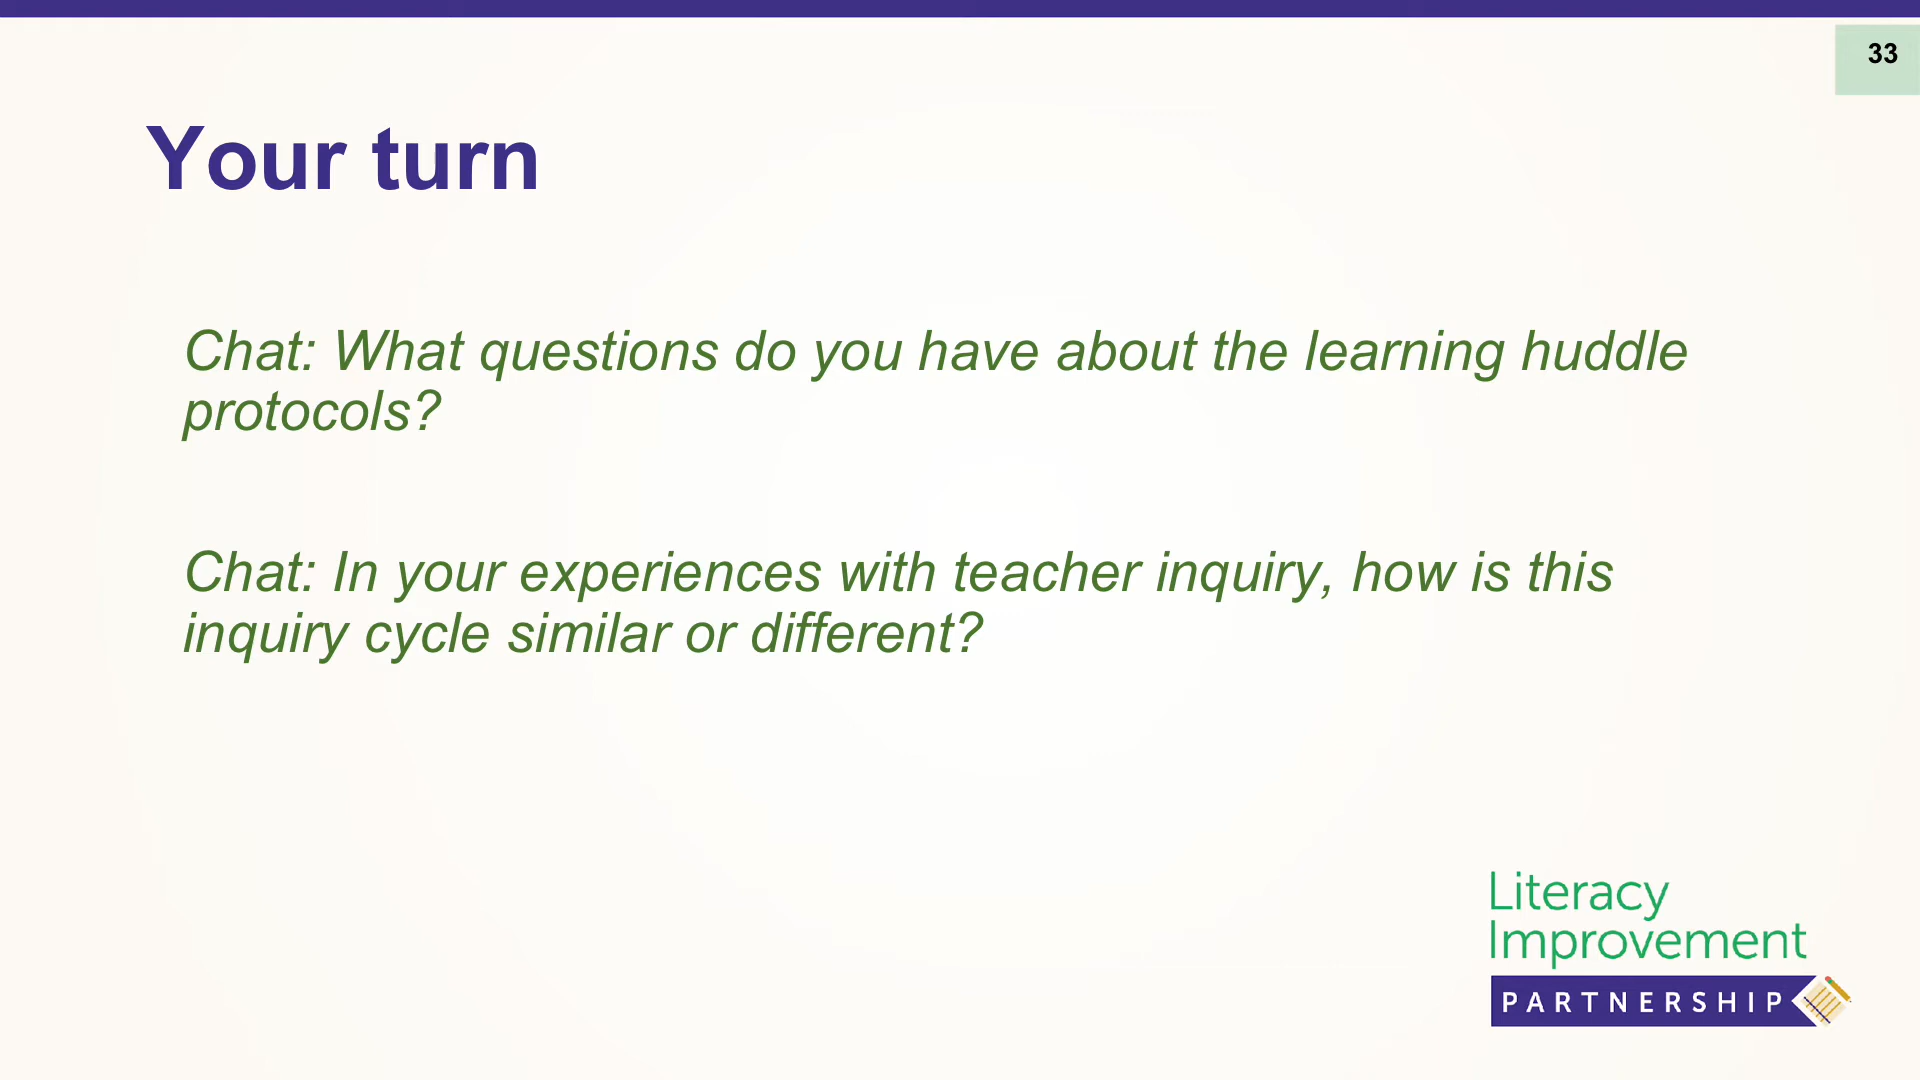 33
Your turn
Chat: What questions do you have about the learning huddle
protocols?
Chat: In your experiences with teacher inquiry, how is this
inquiry cycle similar or different?
Literacy
Improvement
PARTNERSHIP